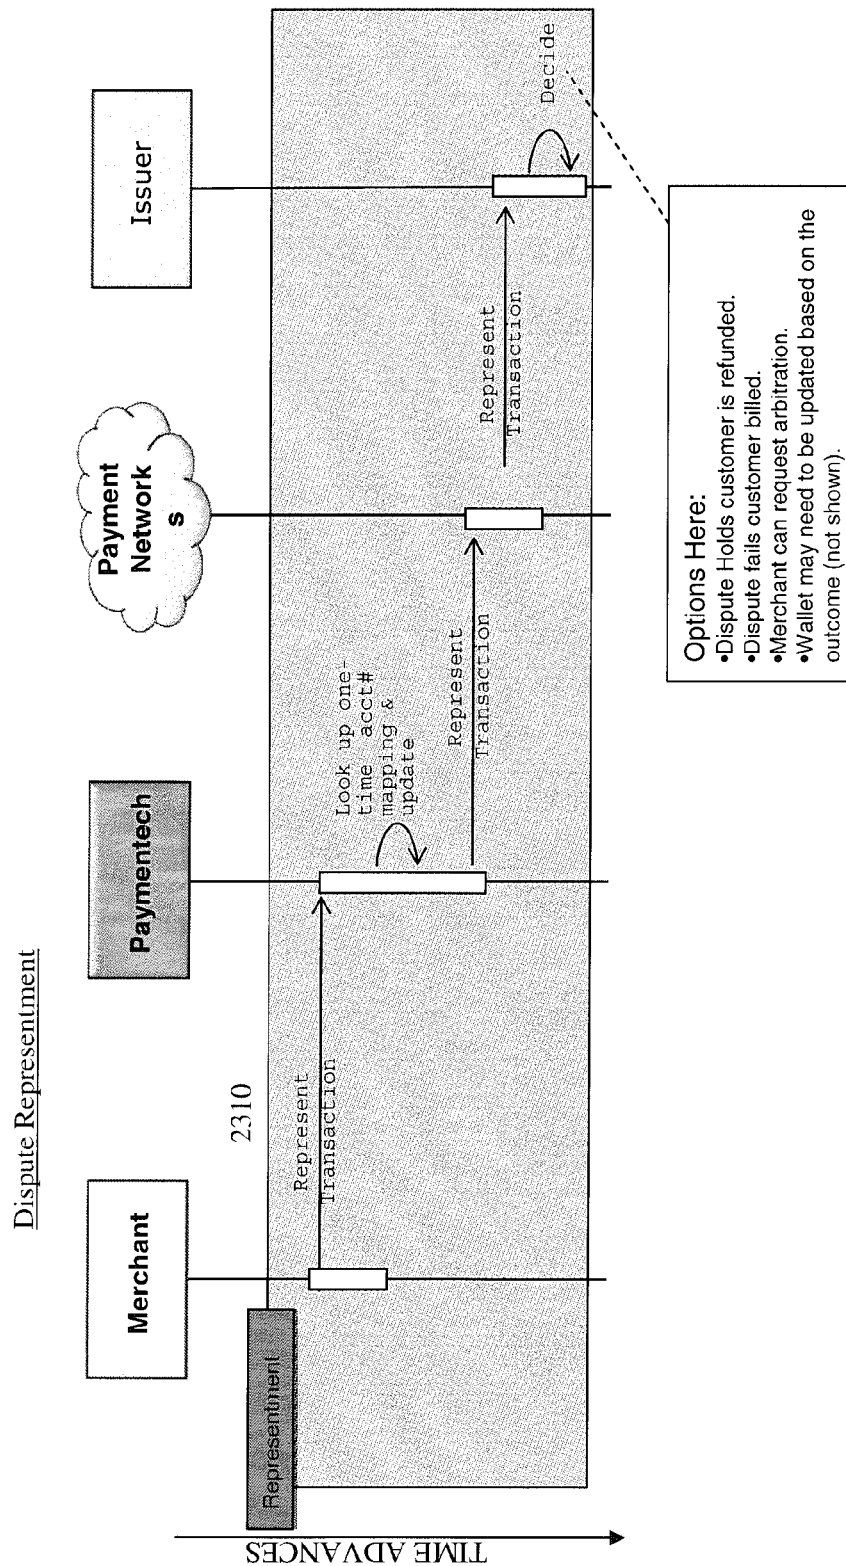 Dispute Representment
Merchant
Paymentech
Payment
Network
s
Issuer
Representment
2310
Represent
Transaction
Look up one-
time acct#
mapping &
update
Represent
Transaction
Represent
Transaction
Decide
TIME ADVANCES
Options Here:
•Dispute Holds customer is refunded.
•Dispute fails customer billed.
•Merchant can request arbitration.
•Wallet may need to be updated based on the
outcome (not shown).